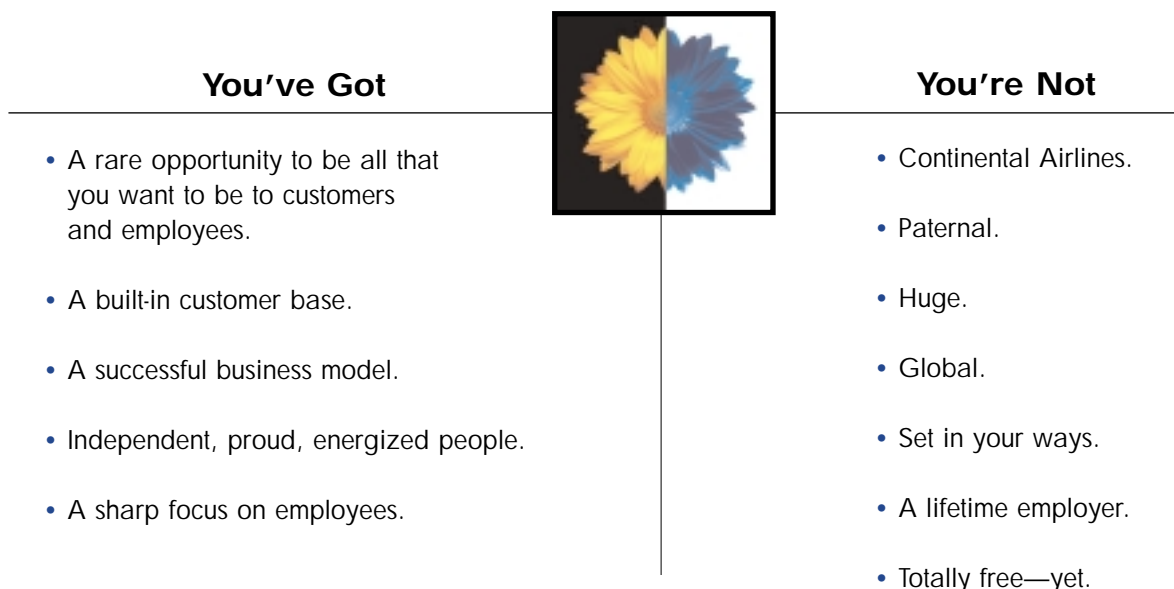 You've Got
• A rare opportunity to be all that
you want to be to customers
and employees.
• A built-in customer base.
• A successful business model.
• Independent, proud, energized people.
• A sharp focus on employees.
You're Not
• Continental Airlines.
• Paternal.
• Huge.
• Global.
• Set in your ways.
• A lifetime employer.
• Totally free—yet.